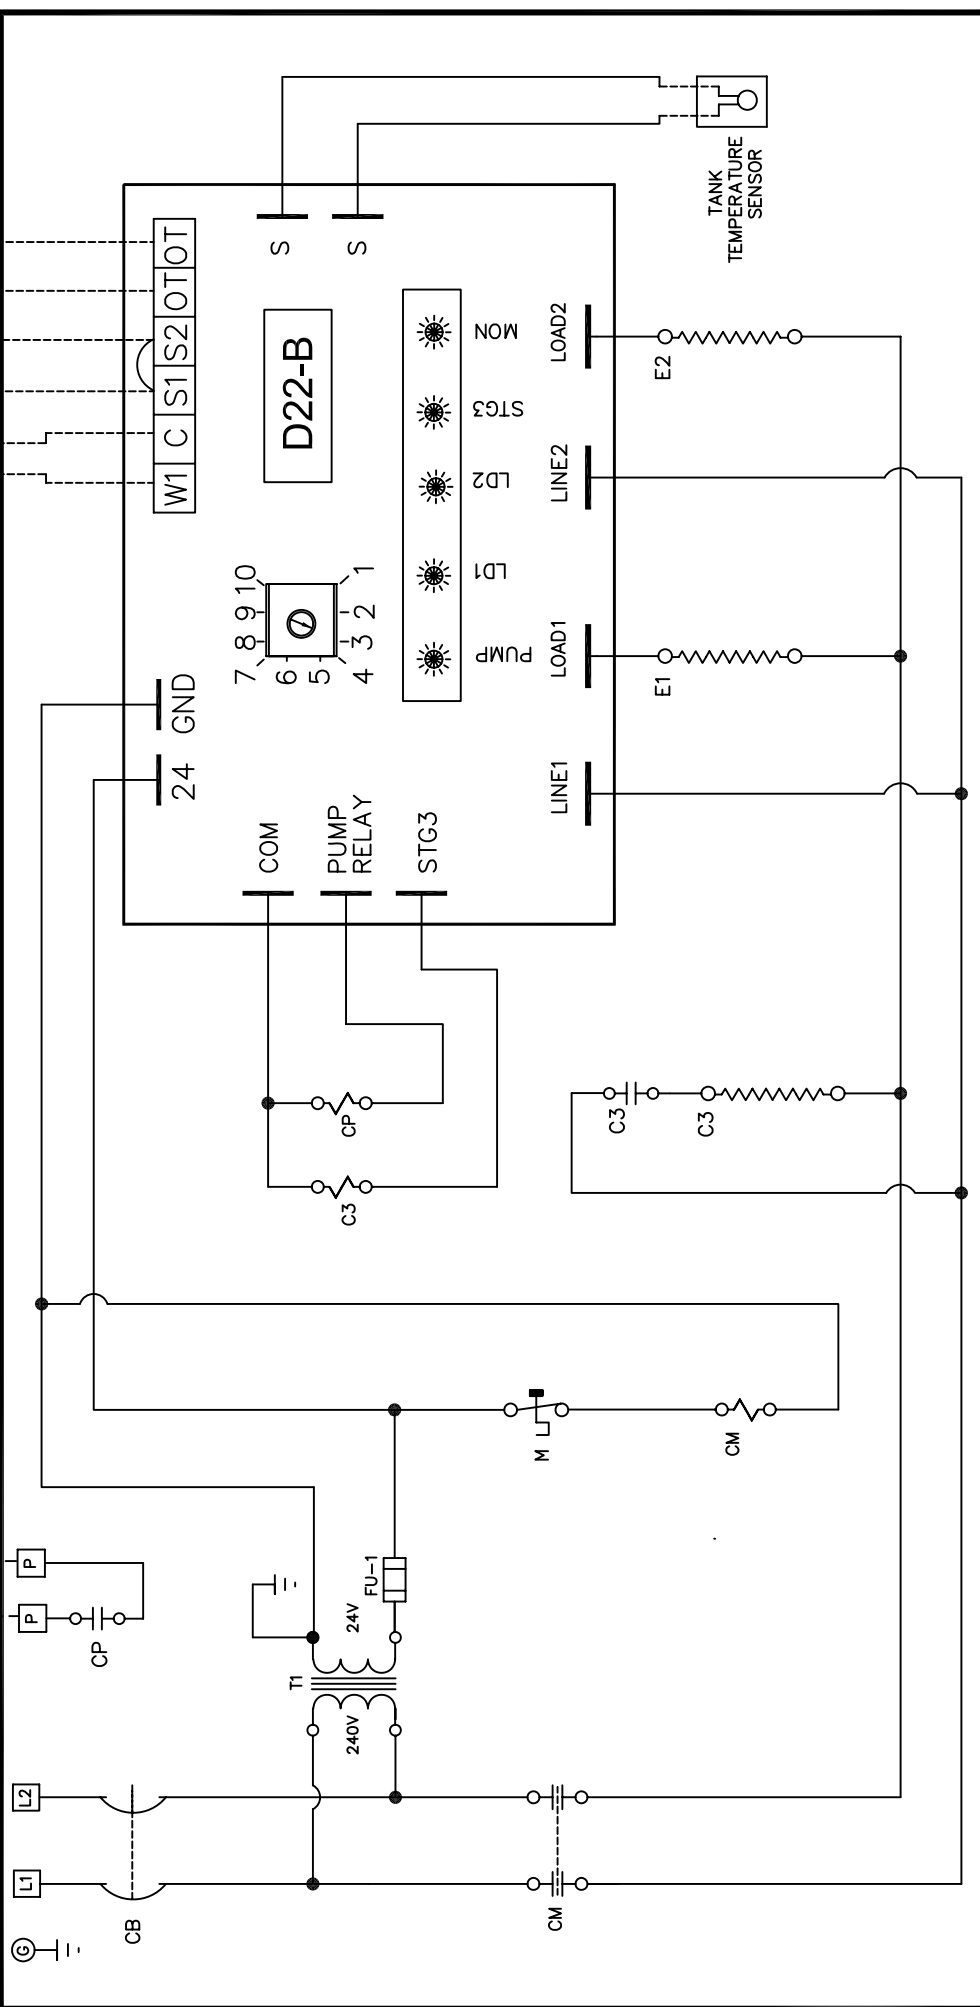 TANK
TEMPERATURE
SENSOR
W1 C S1 S2 OT OT
S
S
D22-B
MON
STG3
LD2
LD1
PUMP
LOAD2
E2
LINE2
LOAD1
E1
LINE1
10
9
8
7
6
5
4
3
2
1
GND
24
COM
PUMP
RELAY
STG3
CP
C3
C3
C3
M
CM
P
P
CP
FU-1
24V
T1
240V
L2
L1
CB
CM
G